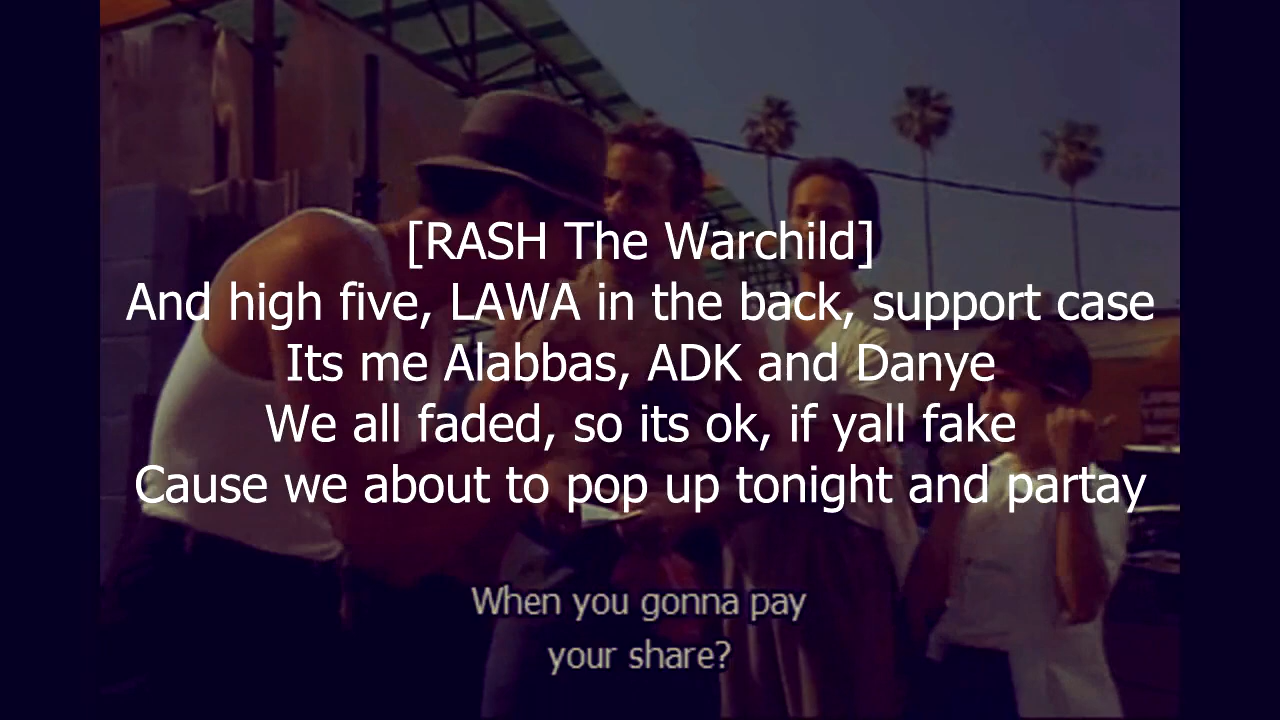 [RASH The Warchild]
And high five, LAWA in the back, support case
Its me Alabbas, ADK and Danye
We all faded, so its ok, if yall fake
Cause we about to pop up tonight and partay
When you gonna pay
your share?